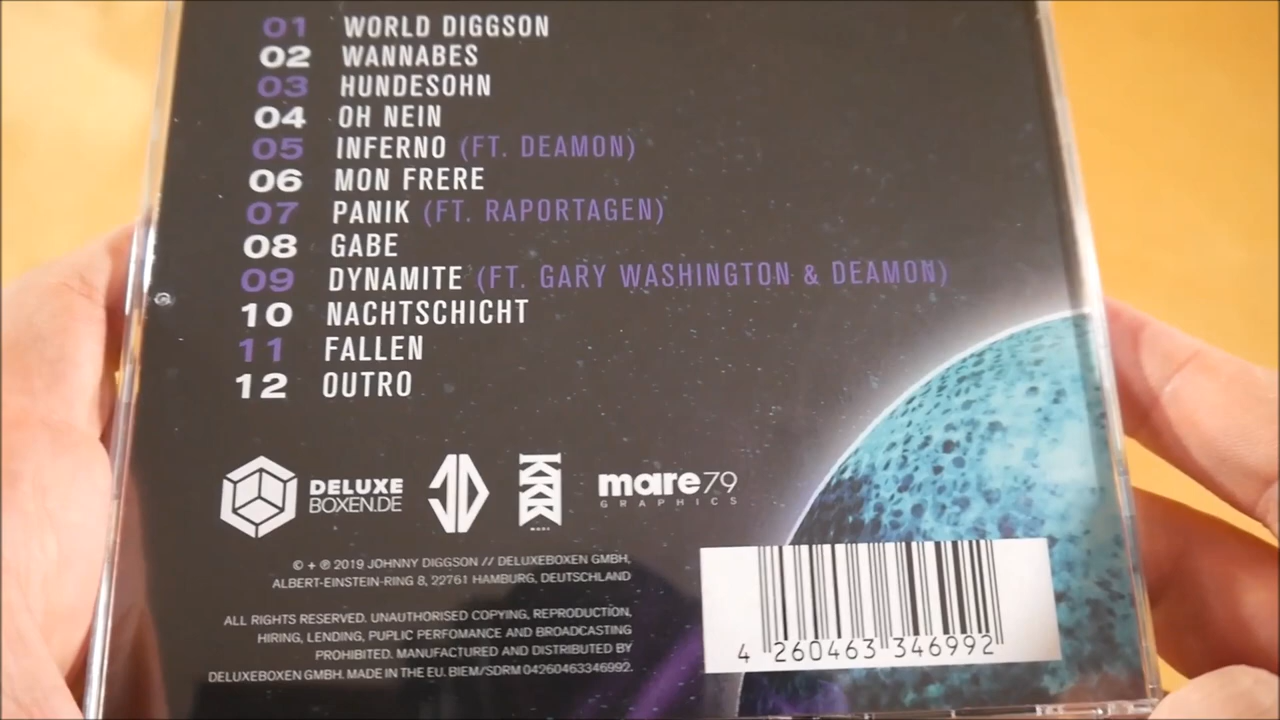 01 WORLD DIGGSON
02 WANNABES
03 HUNDESOHN
04 OH NEIN
05 INFERNO (FT. DEAMON)
06 MON FRERE
07 PANIK (FT. RAPORTAGEN)
08 GABE
09 DYNAMITE (FT. GARY WASHINGTON & DEAMON)
10 NACHTSCHICHT
11 FALLEN
12 OUTRO
DELUXE
BOXEN.DE
JD
mare79
GRAPHICS
© + ℗ 2019 JOHNNY DIGGSON // DELUXEBOXEN GMBH,
ALBERT-EINSTEIN-RING 8, 22761 HAMBURG, DEUTSCHLAND
ALL RIGHTS RESERVED. UNAUTHORISED COPYING, REPRODUCTION,
HIRING, LENDING, PUPLIC PERFOMANCE AND BROADCASTING
PROHIBITED. MANUFACTURED AND DISTRIBUTED BY
DELUXEBOXEN GMBH. MADE IN THE EU. BIEM/SDRM 04260463346992.
4 260463 346992